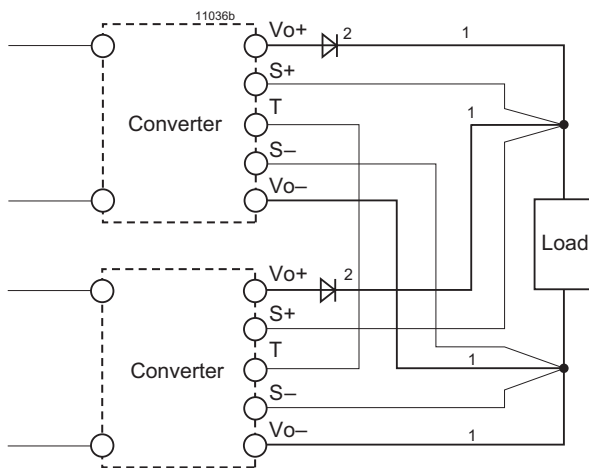 11036b
Vo+
2
1
S+
T
1
Converter
S–
Vo–
Load
Vo+
2
S+
T
Converter
1
S–
Vo–
1